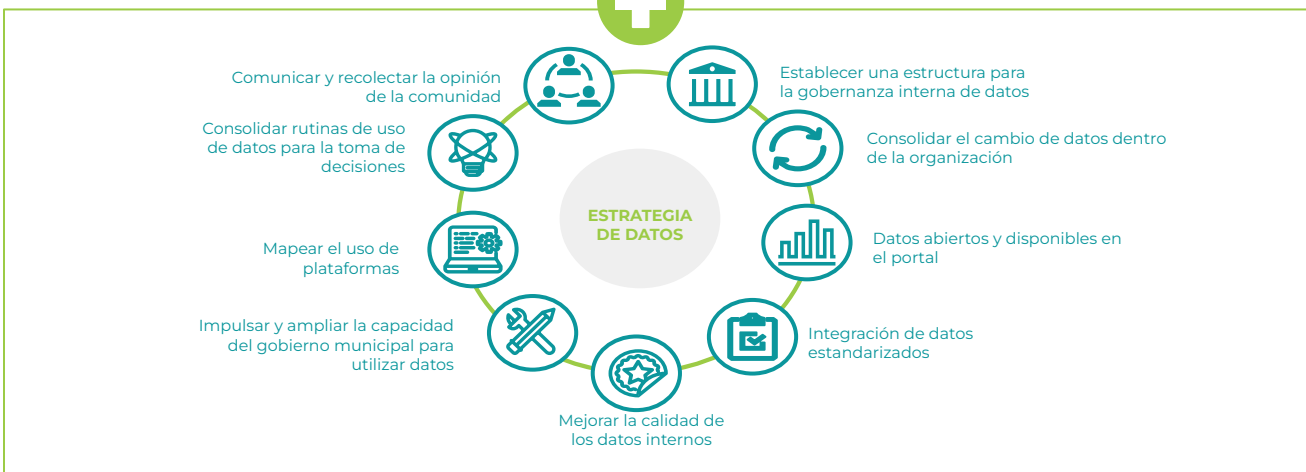 Comunicar y recolectar la opinión
de la comunidad
Establecer una estructura para
la gobernanza interna de datos
Consolidar rutinas de uso
de datos para la toma de
decisiones
Consolidar el cambio de datos dentro
de la organización
ESTRATEGIA
DE DATOS
Mapear el uso de
plataformas
Datos abiertos y disponibles en
el portal
Impulsar y ampliar la capacidad
del gobierno municipal para
utilizar datos
Integración de datos
estandarizados
Mejorar la calidad de
los datos internos